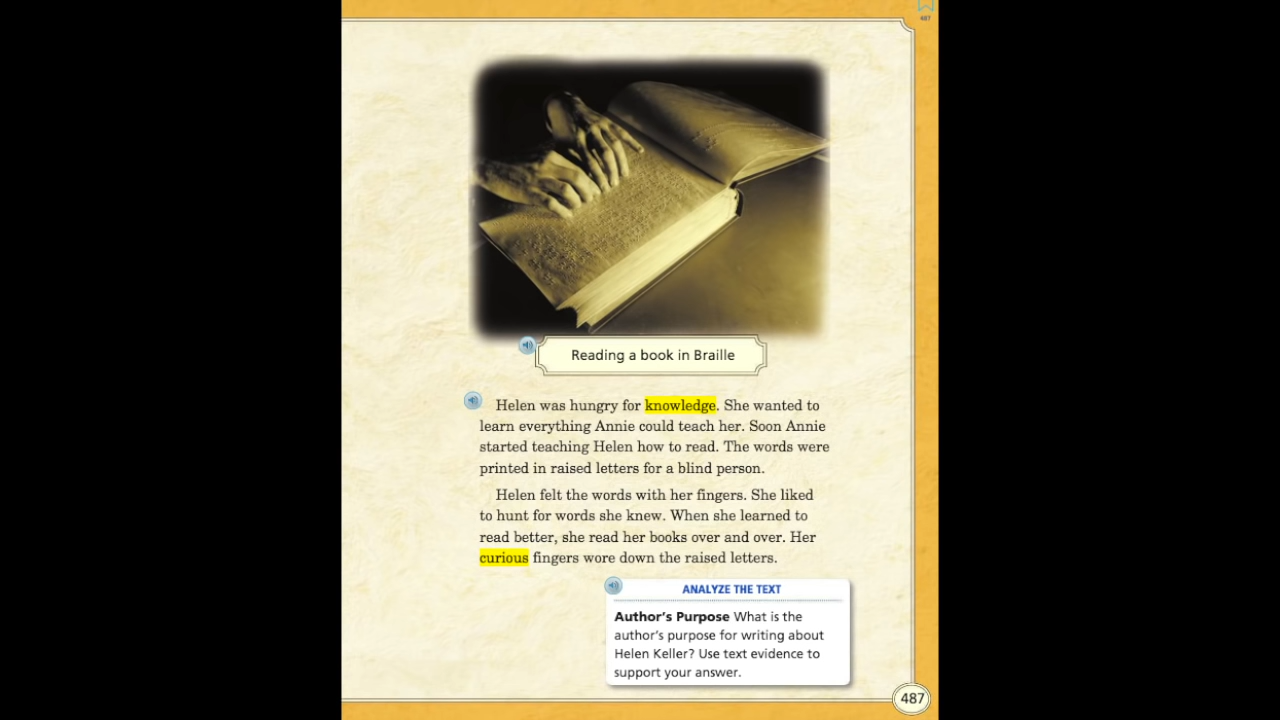 487
Reading a book in Braille
Helen was hungry for knowledge. She wanted to
learn everything Annie could teach her. Soon Annie
started teaching Helen how to read. The words were
printed in raised letters for a blind person.
Helen felt the words with her fingers. She liked
to hunt for words she knew. When she learned to
read better, she read her books over and over. Her
curious fingers wore down the raised letters.
ANALYZE THE TEXT
Author's Purpose What is the
author's purpose for writing about
Helen Keller? Use text evidence to
support your answer.
487